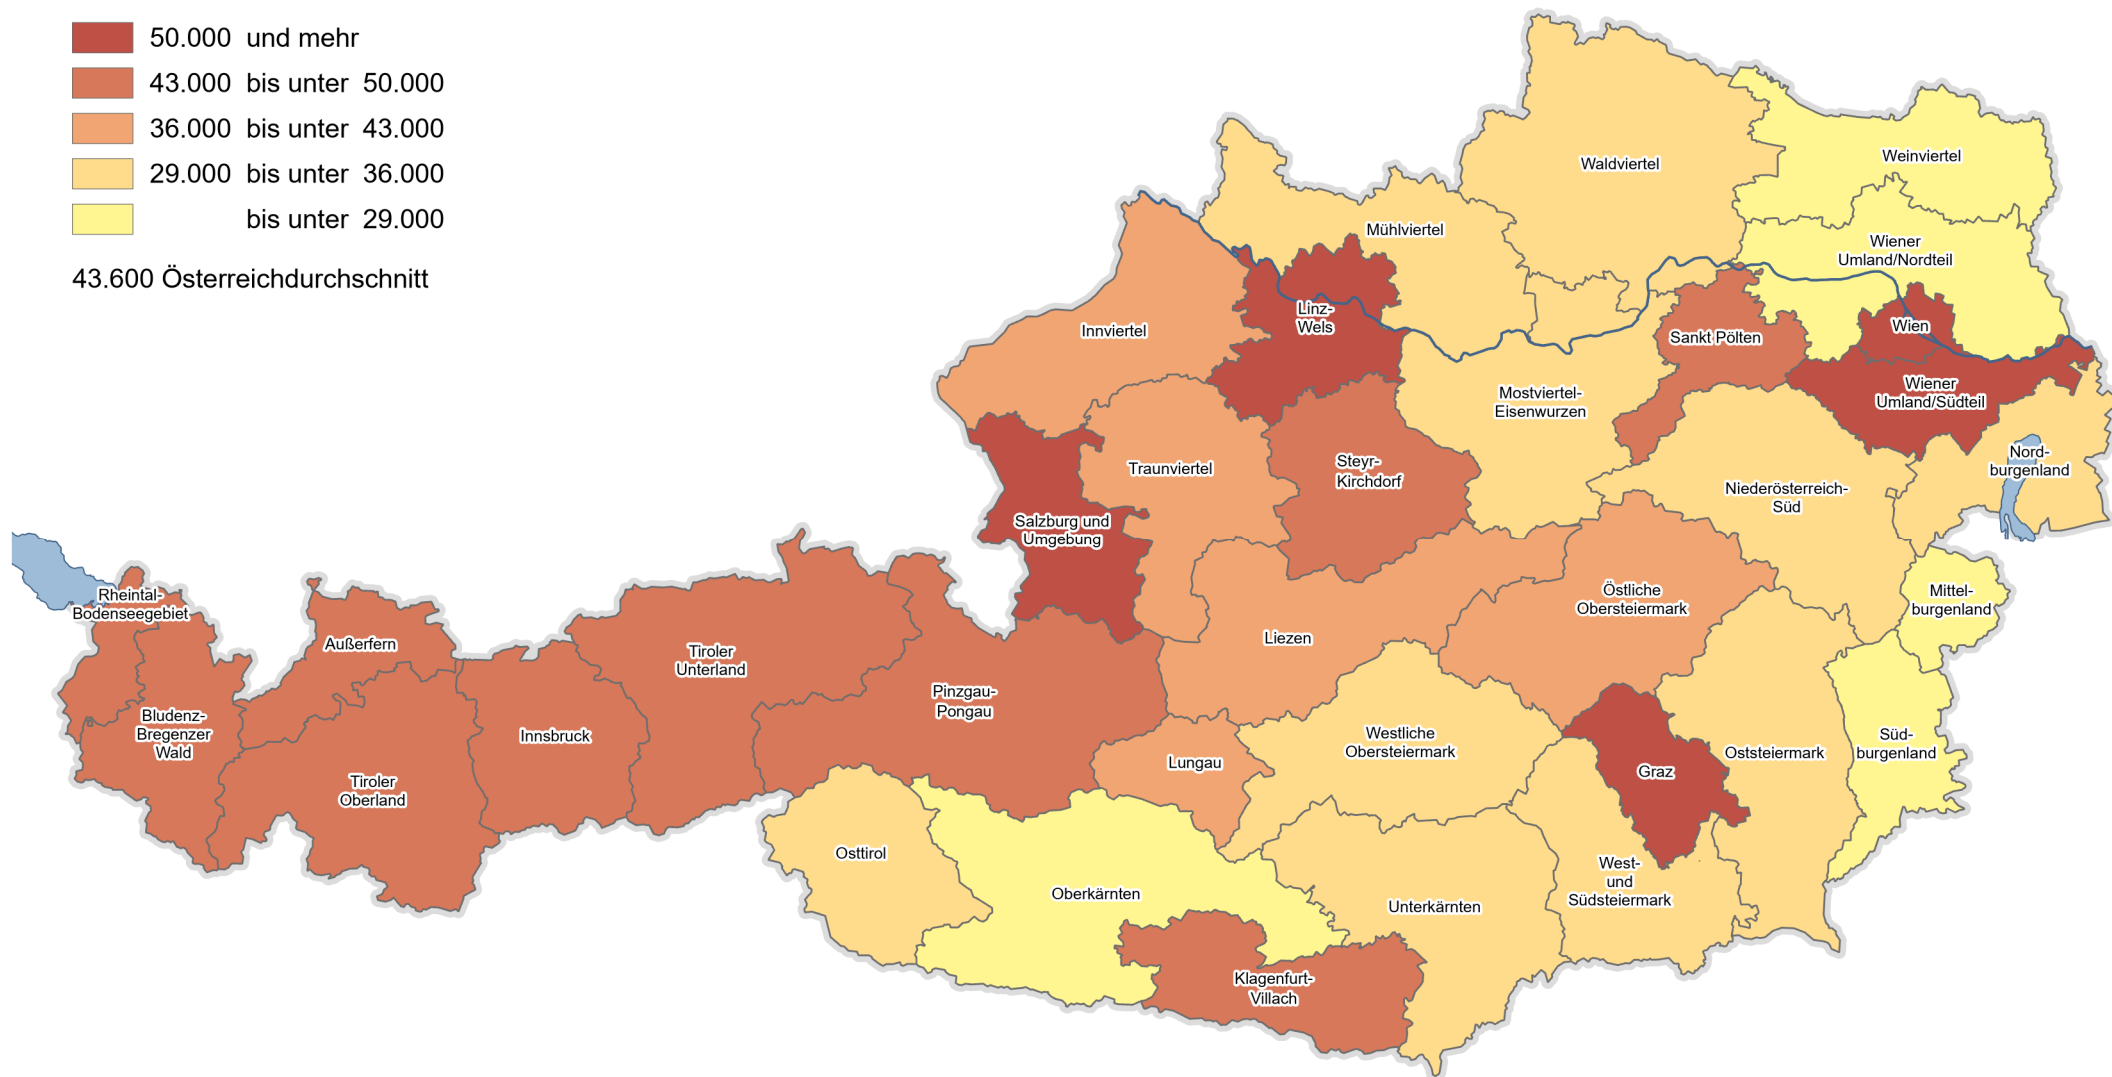 50.000 und mehr
43.000 bis unter 50.000
36.000 bis unter 43.000
29.000 bis unter 36.000
bis unter 29.000
43.600 Österreichdurchschnitt
Waldviertel
Weinviertel
Mühlviertel
Wiener
Umland/Nordteil
Linz-
Wels
Innviertel
Wien
Sankt Pölten
Wiener
Umland/Südteil
Mostviertel-
Eisenwurzen
Nord-
burgenland
Traunviertel
Steyr-
Kirchdorf
Niederösterreich-
Süd
Salzburg und
Umgebung
Rheintal-
Bodenseegebiet
Östliche
Obersteiermark
Mittel-
burgenland
Außerfern
Liezen
Tiroler
Unterland
Pinzgau-
Pongau
Bludenz-
Bregenzer
Wald
Innsbruck
Westliche
Obersteiermark
Süd-
burgenland
Oststeiermark
Lungau
Graz
Tiroler
Oberland
Osttirol
West-
und
Südsteiermark
Oberkärnten
Unterkärnten
Klagenfurt-
Villach